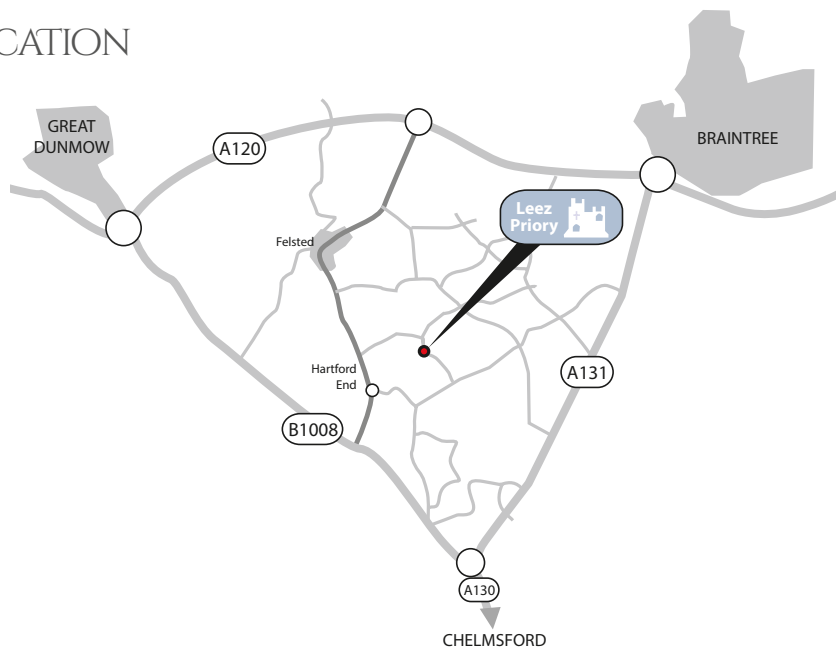 CATION
GREAT
DUNMOW
A120
BRAINTREE
Leez
Priory
Felsted
Hartford
End
A131
B1008
A130
CHELMSFORD